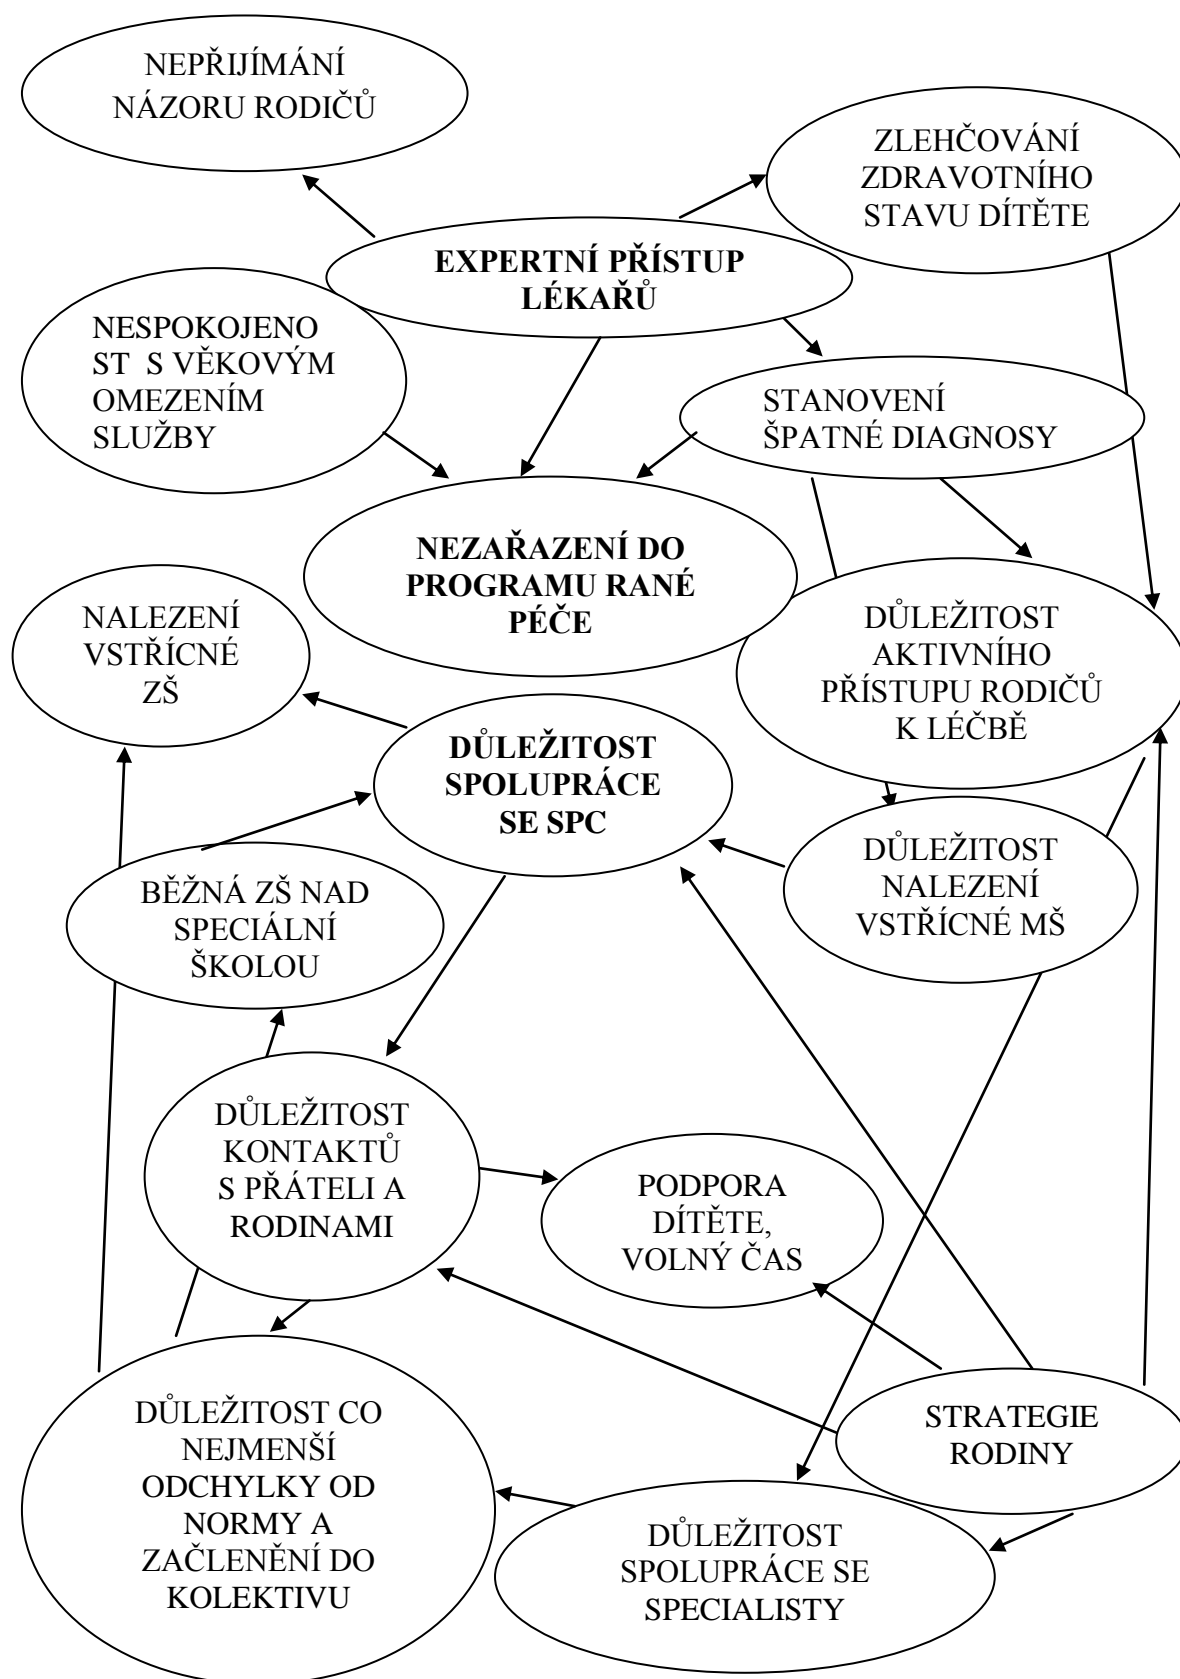 NEPŘIJÍMÁNÍ
NÁZORU RODIČŮ
ZLEHČOVÁNÍ
ZDRAVOTNÍHO
STAVU DÍTĚTE
EXPERTNÍ PŘÍSTUP
LÉKAŘŮ
NESPOKOJENO
ST  S VĚKOVÝM
OMEZENÍM
SLUŽBY
STANOVENÍ
ŠPATNÉ DIAGNOSY
NEZAŘAZENÍ DO
PROGRAMU RANÉ
PÉČE
NALEZENÍ
VSTŘÍCNÉ
ZŠ
DŮLEŽITOST
AKTIVNÍHO
PŘÍSTUPU RODIČŮ
K LÉČBĚ
DŮLEŽITOST
SPOLUPRÁCE
SE SPC
DŮLEŽITOST
NALEZENÍ
VSTŘÍCNÉ MŠ
BĚŽNÁ ZŠ NAD
SPECIÁLNÍ
ŠKOLOU
DŮLEŽITOST
KONTAKTŮ
S PŘÁTELI A
RODINAMI
PODPORA
DÍTĚTE,
VOLNÝ ČAS
DŮLEŽITOST CO
NEJMENŠÍ
ODCHYLKY OD
NORMY A
ZAČLENĚNÍ DO
KOLEKTIVU
STRATEGIE
RODINY
DŮLEŽITOST
SPOLUPRÁCE SE
SPECIALISTY